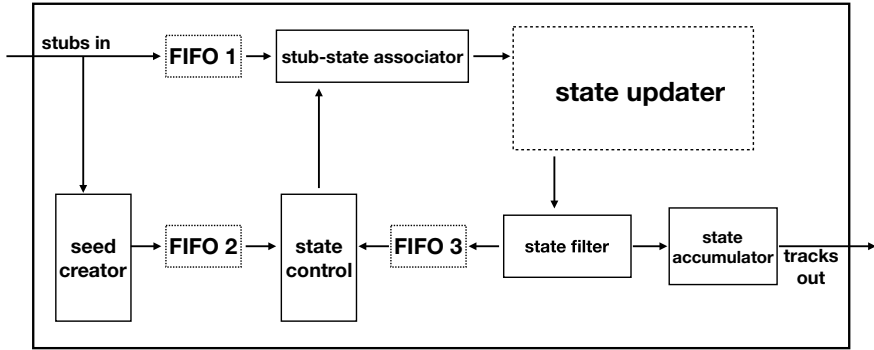 stubs in
FIFO 1
stub-state associator
state updater
seed
creator
FIFO 2
state
control
FIFO 3
state filter
state
accumulator
tracks
out